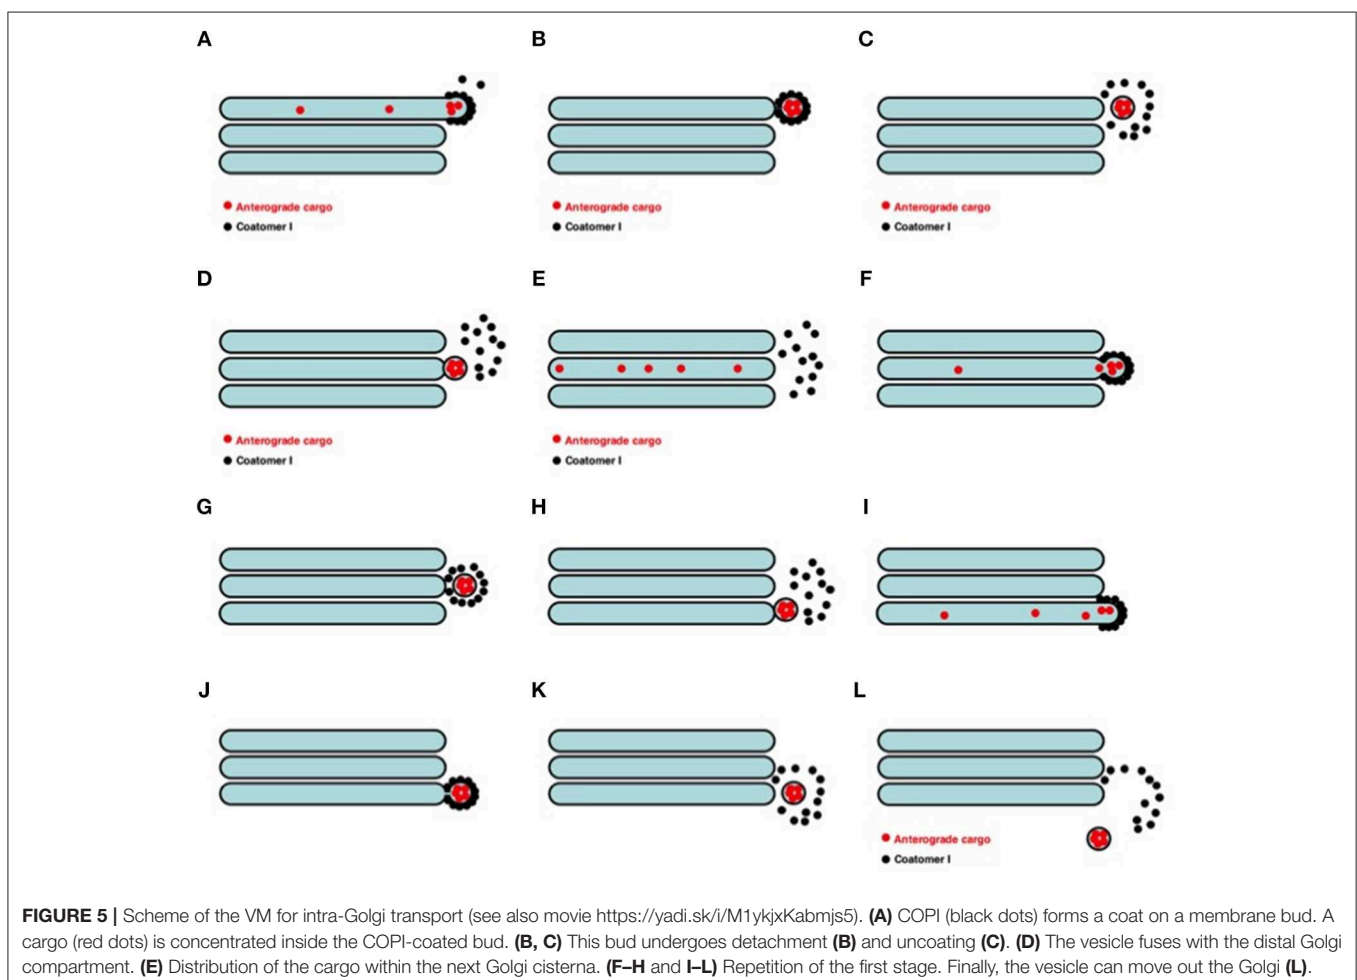 A B C
Anterograde cargo Anterograde cargo Anterograde cargo
Coatomer I Coatomer I Coatomer I
D E F
Anterograde cargo Anterograde cargo
Coatomer I Coatomer I
G H I
J K L
Anterograde cargo
Coatomer I
FIGURE 5 | Scheme of the VM for intra-Golgi transport (see also movie https://yadi.sk/i/M1ykjxKabmjs5). (A) COPI (black dots) forms a coat on a membrane bud. A
cargo (red dots) is concentrated inside the COPI-coated bud. (B, C) This bud undergoes detachment (B) and uncoating (C). (D) The vesicle fuses with the distal Golgi
compartment. (E) Distribution of the cargo within the next Golgi cisterna. (F–H and I–L) Repetition of the first stage. Finally, the vesicle can move out the Golgi (L).